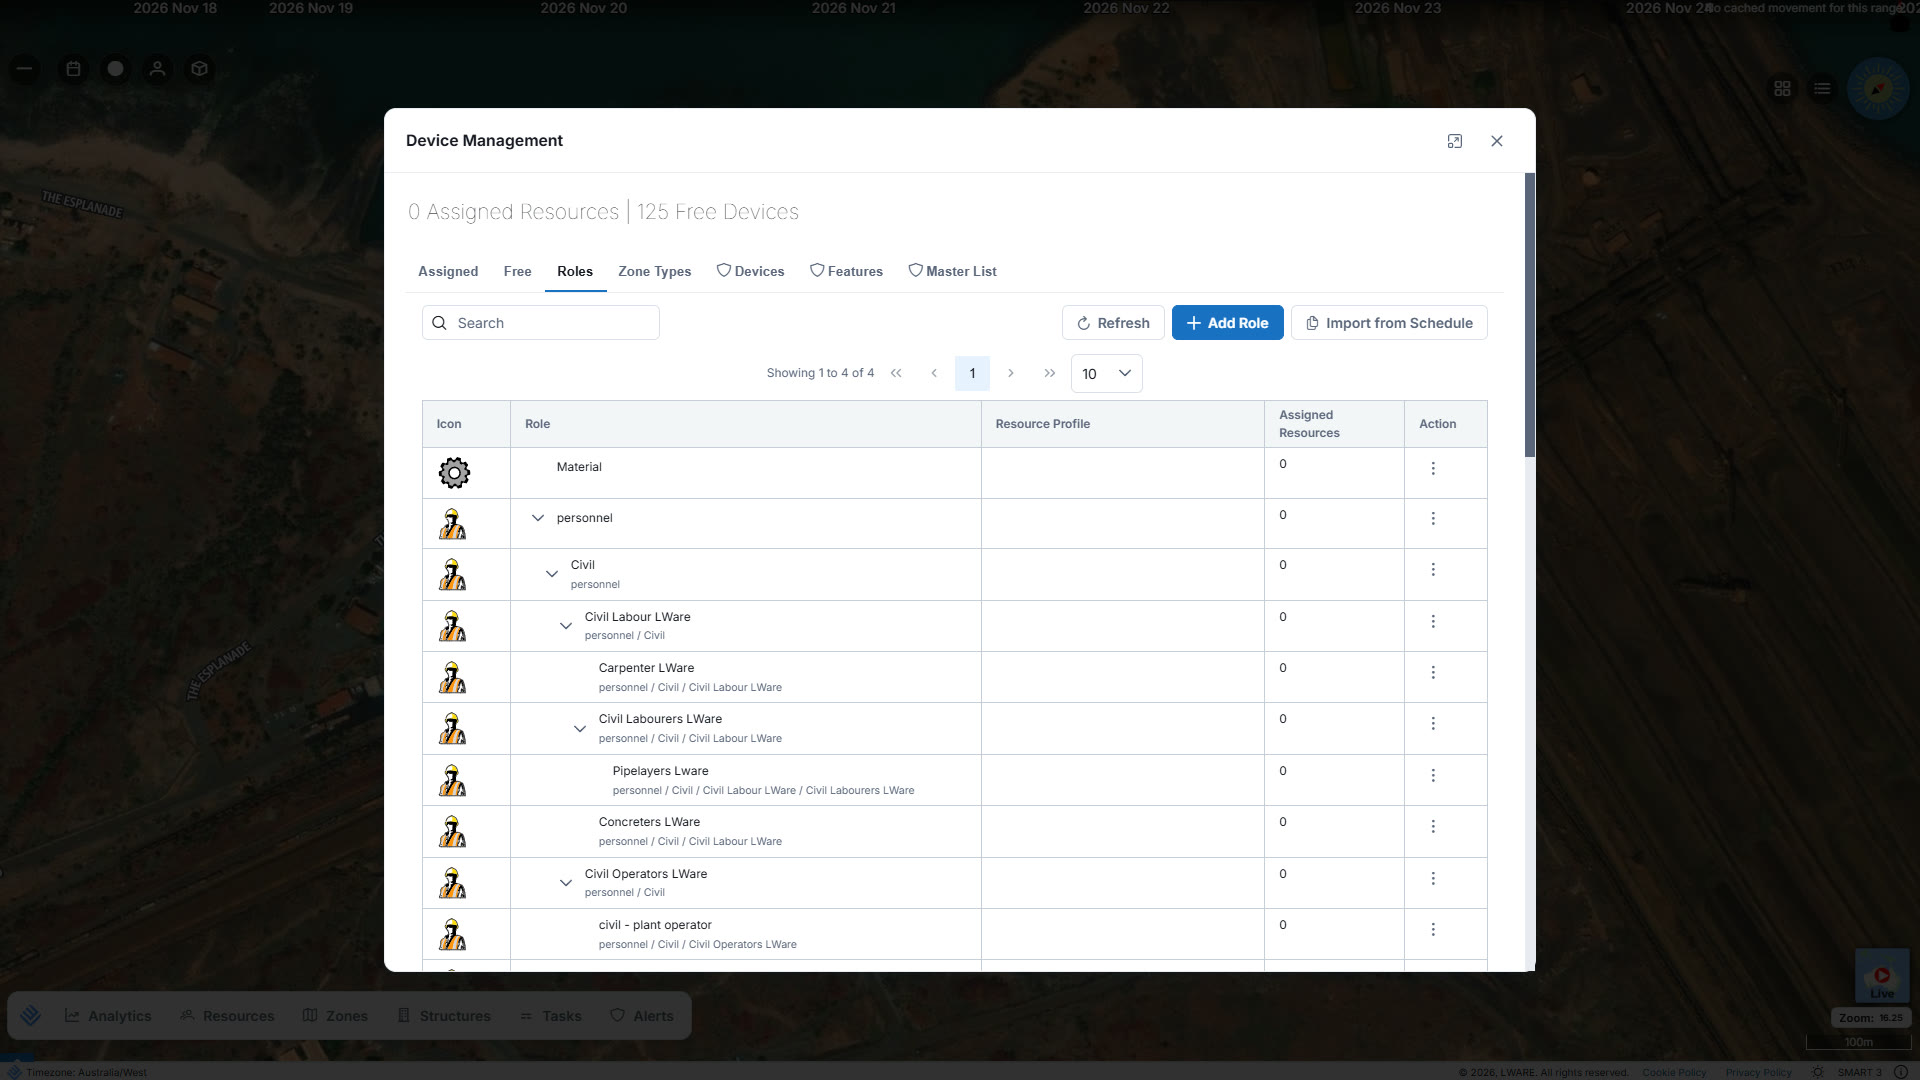 2026 Nov 18
2026 Nov 19
2026 Nov 20
2026 Nov 21
2026 Nov 22
2026 Nov 23
2026 Nov 24
No cached movement for this range
Device Management
THE ESPLANADE
0 Assigned Resources | 125 Free Devices
Assigned
Free
Roles
Zone Types
Devices
Features
Master List
Search
Refresh
Add Role
Import from Schedule
Showing 1 to 4 of 4
1
10
Icon
Role
Resource Profile
Assigned
Resources
Action
Material
0
personnel
0
Civil
personnel
0
Civil Labour LWare
personnel / Civil
0
THE ESPLANADE
Carpenter LWare
personnel / Civil / Civil Labour LWare
0
Civil Labourers LWare
personnel / Civil / Civil Labour LWare
0
Pipelayers Lware
personnel / Civil / Civil Labour LWare / Civil Labourers LWare
0
Concreters LWare
personnel / Civil / Civil Labour LWare
0
Civil Operators LWare
personnel / Civil
0
civil - plant operator
personnel / Civil / Civil Operators LWare
0
Live
Analytics
Resources
Zones
Structures
Tasks
Alerts
Zoom: 16.25
100m
Timezone: Australia/West
© 2026, LWARE. All rights reserved.
Cookie Policy
Privacy Policy
SMART 3